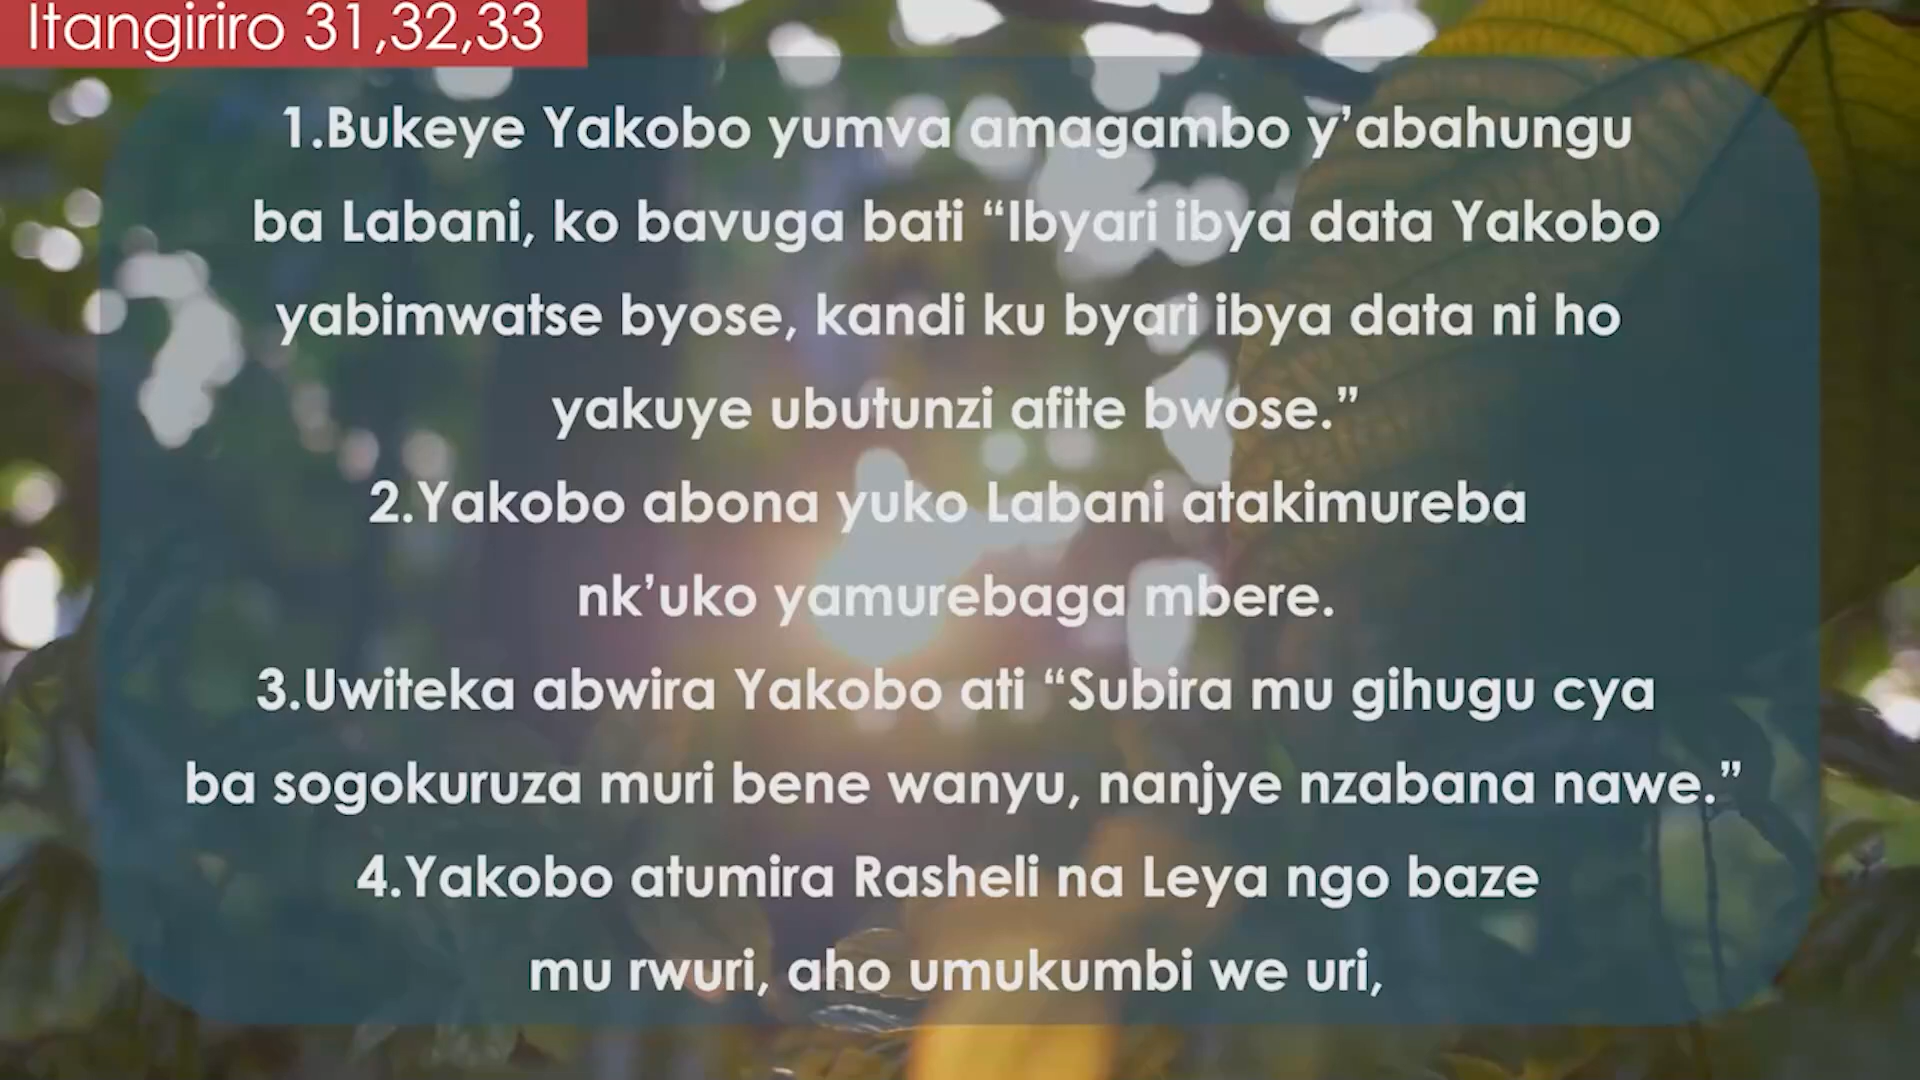 Itangiriro 31,32,33
1.Bukeye Yakobo yumva amagambo y’abahungu
ba Labani, ko bavuga bati “Ibyari ibya data Yakobo
yabimwatse byose, kandi ku byari ibya data ni ho
yakuye ubutunzi afite bwose.”
2.Yakobo abona yuko Labani atakimureba
nk’uko yamurebaga mbere.
3.Uwiteka abwira Yakobo ati “Subira mu gihugu cya
ba sogokuruza muri bene wanyu, nanjye nzabana nawe.”
4.Yakobo atumira Rasheli na Leya ngo baze
mu rwuri, aho umukumbi we uri,